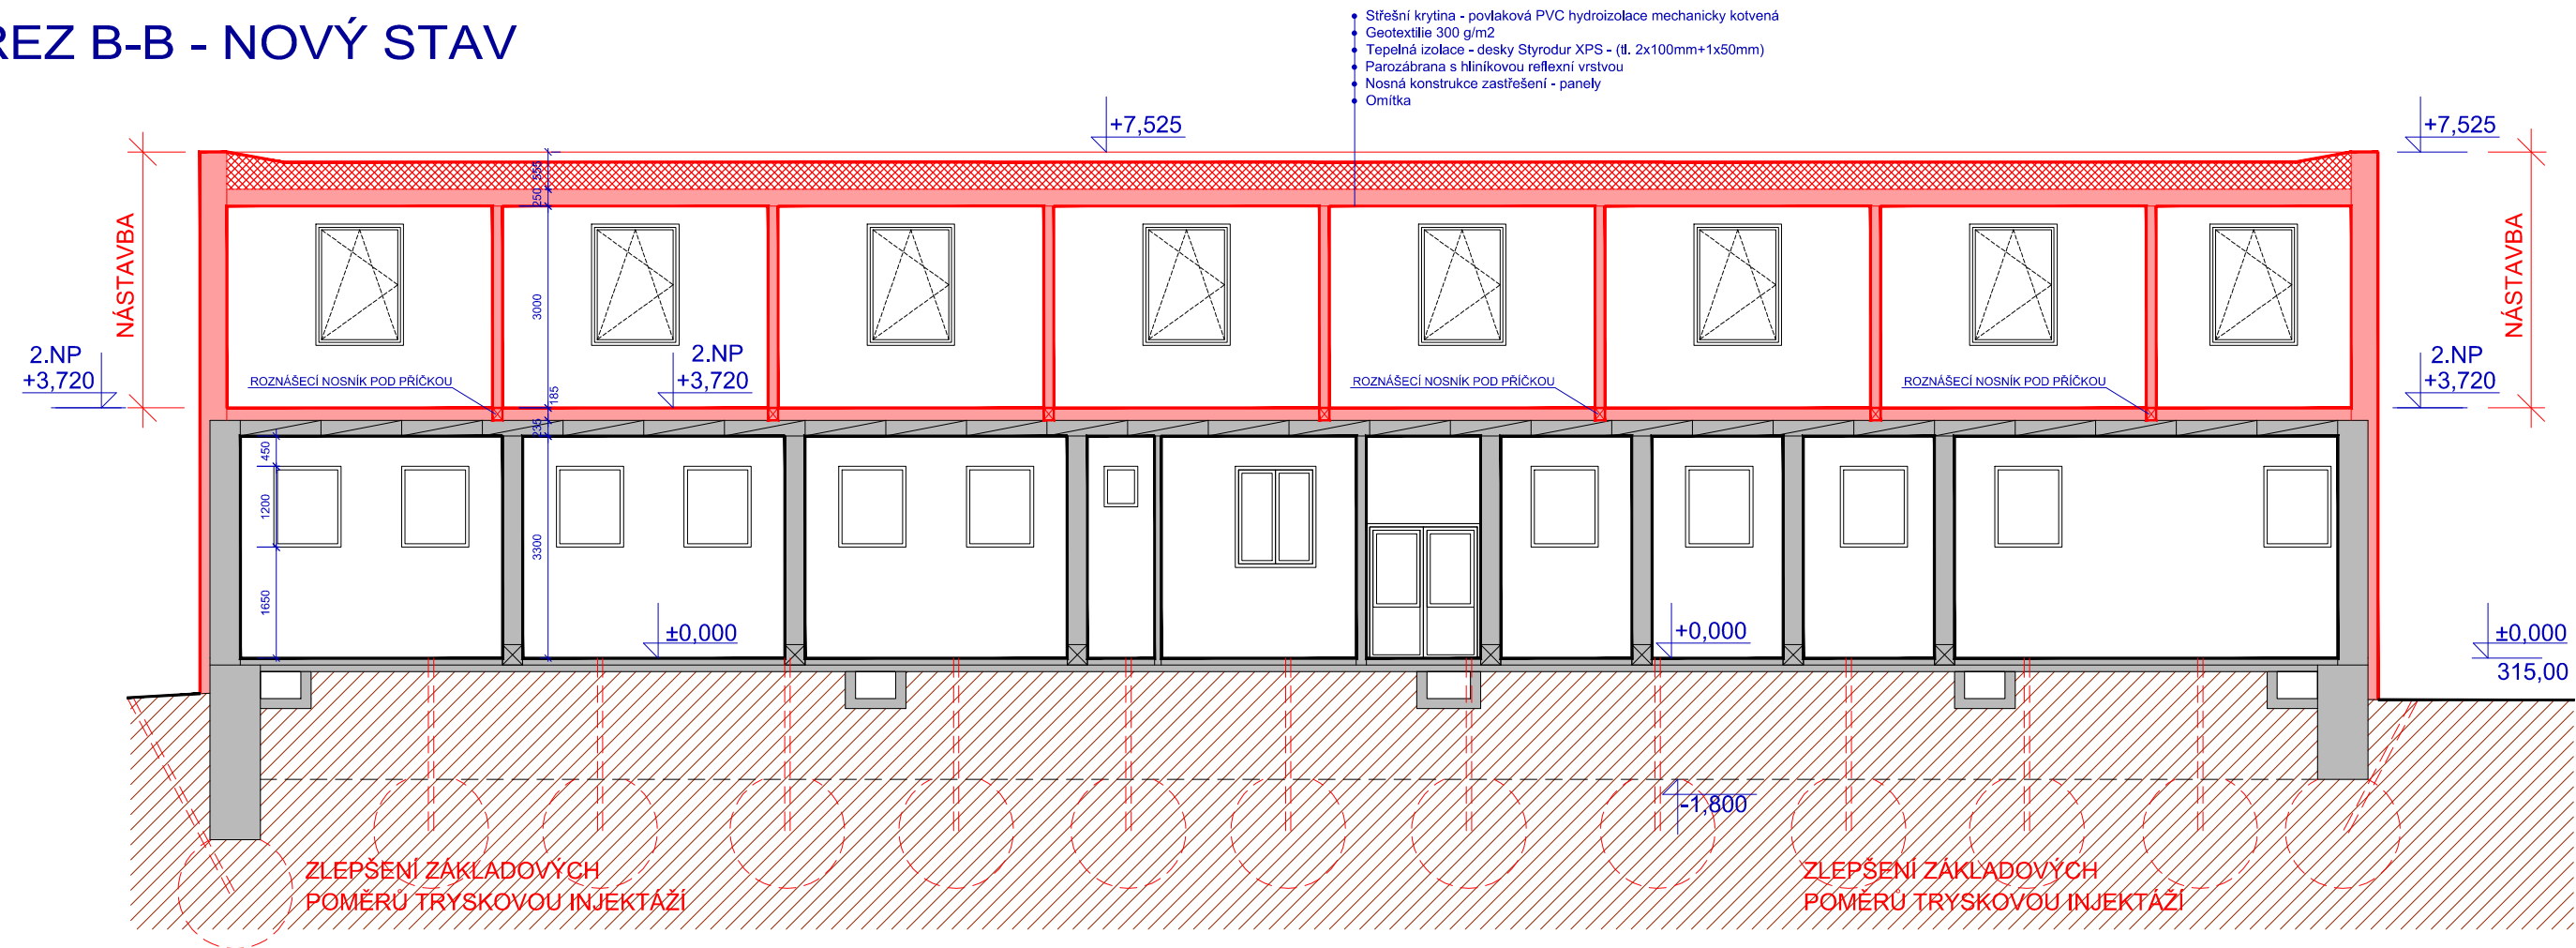 ŘEZ B-B - NOVÝ STAV
Střešní krytina - povlaková PVC hydroizolace mechanicky kotvená
Geotextilie 300 g/m2
Tepelná izolace - desky Styrodur XPS - (tl. 2x100mm+1x50mm)
Parozábrana s hliníkovou reflexní vrstvou
Nosná konstrukce zastřešení - panely
Omítka
+7,525
+7,525
555
250
NÁSTAVBA
NÁSTAVBA
3000
2.NP
+3,720
2.NP
+3,720
2.NP
+3,720
ROZNÁŠECÍ NOSNÍK POD PŘÍČKOU
ROZNÁŠECÍ NOSNÍK POD PŘÍČKOU
ROZNÁŠECÍ NOSNÍK POD PŘÍČKOU
185
235
450
1200
3300
1650
±0,000
+0,000
±0,000
315,00
-1,800
ZLEPŠENÍ ZÁKLADOVÝCH
POMĚRŮ TRYSKOVOU INJEKTÁŽÍ
ZLEPŠENÍ ZÁKLADOVÝCH
POMĚRŮ TRYSKOVOU INJEKTÁŽÍ